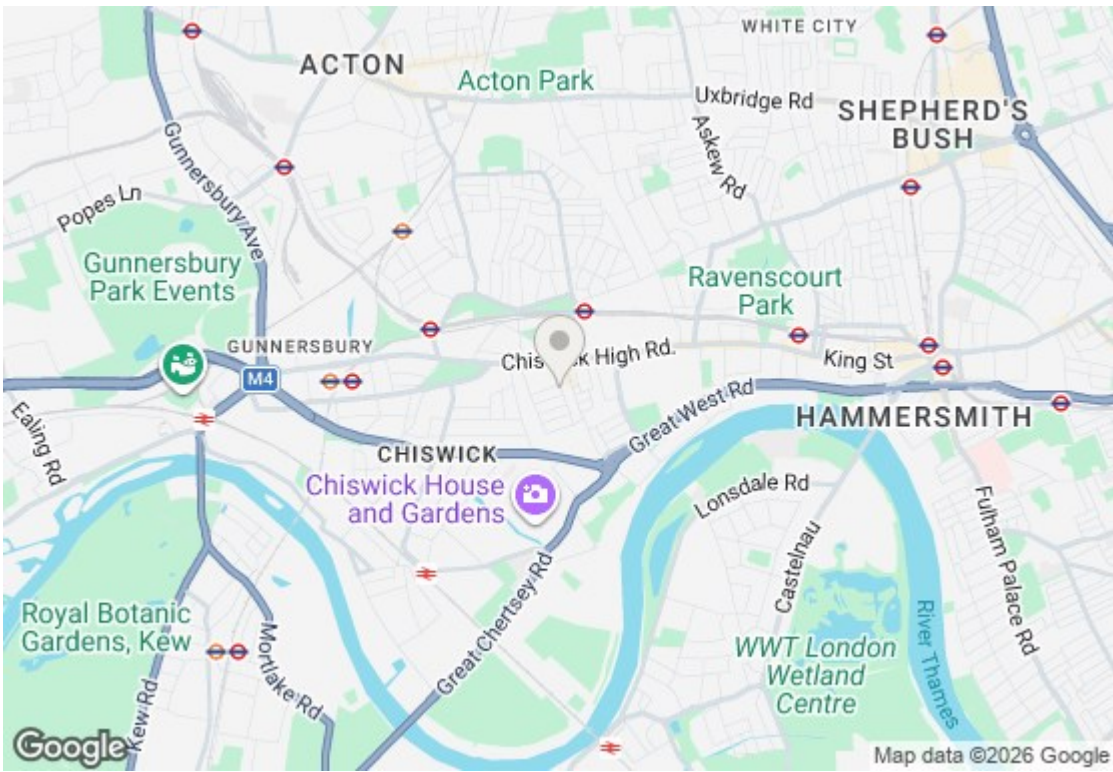 WHITE CITY
ACTON
Acton Park
Uxbridge Rd
SHEPHERD'S
BUSH
Gunnersbury Ave
Askew Rd
Popes Ln
Gunnersbury
Park Events
Ravenscourt
Park
GUNNERSBURY
Chiswick High Rd.
King St
M4
Great West Rd
HAMMERSMITH
Ealing Rd
CHISWICK
Chiswick House
and Gardens
Lonsdale Rd
Fulham Palace Rd
Castelnau
Great Chertsey Rd
Royal Botanic
Gardens, Kew
River Thames
WWT London
Wetland
Centre
Mortlake Rd
Kew Rd
Google
Map data ©2026 Google